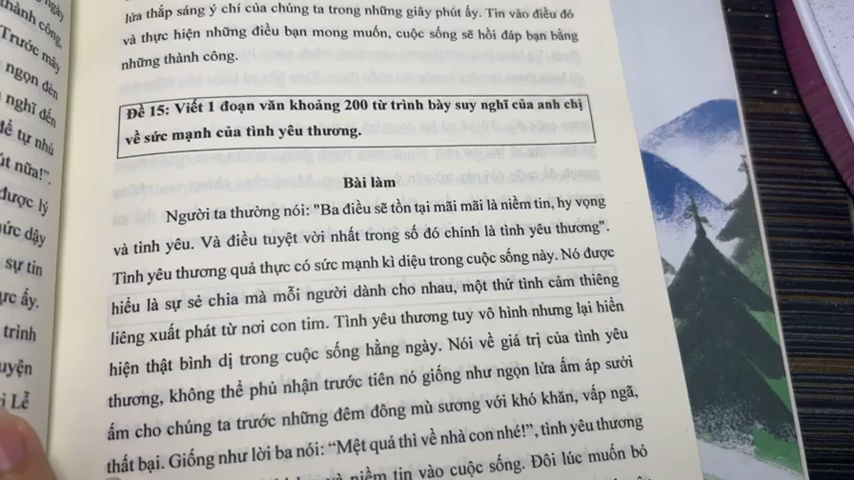 ngày
thành công,
Trước mây
ngọn đèn
nghĩ đến
để tự nhủ
út nữa!".
được lý
ức dậy
sự tin
ực ấy.
trình
uyện
i Lễ
lửa thắp sáng ý chí của chúng ta trong những giây phút ấy. Tin vào điều đó
và thực hiện những điều bạn mong muốn, cuộc sống sẽ hồi đáp bạn bằng
những thành công.
Đề 15: Viết 1 đoạn văn khoảng 200 từ trình bày suy nghĩ của anh chị
về sức mạnh của tình yêu thương.
Bài làm
Người ta thường nói: "Ba điều sẽ tồn tại mãi mãi là niềm tin, hy vọng
và tình yêu. Và điều tuyệt vời nhất trong số đó chính là tình yêu thương".
Tình yêu thương quả thực có sức mạnh kì diệu trong cuộc sống này. Nó được
hiểu là sự sẻ chia mà mỗi người dành cho nhau, một thứ tình cảm thiêng
liêng xuất phát từ nơi con tim. Tình yêu thương tuy vô hình nhưng lại hiển
hiện thật bình dị trong cuộc sống hằng ngày. Nói về giá trị của tình yêu
thương, không thể phủ nhận trước tiên nó giống như ngọn lửa ấm áp sưởi
ấm cho chúng ta trước những đêm đông mù sương với khó khăn, vấp ngã,
thất bại. Giống như lời ba nói: “Mệt quá thì về nhà con nhé!”, tình yêu thương
và niềm tin vào cuộc sống. Đôi lúc muốn bỏ